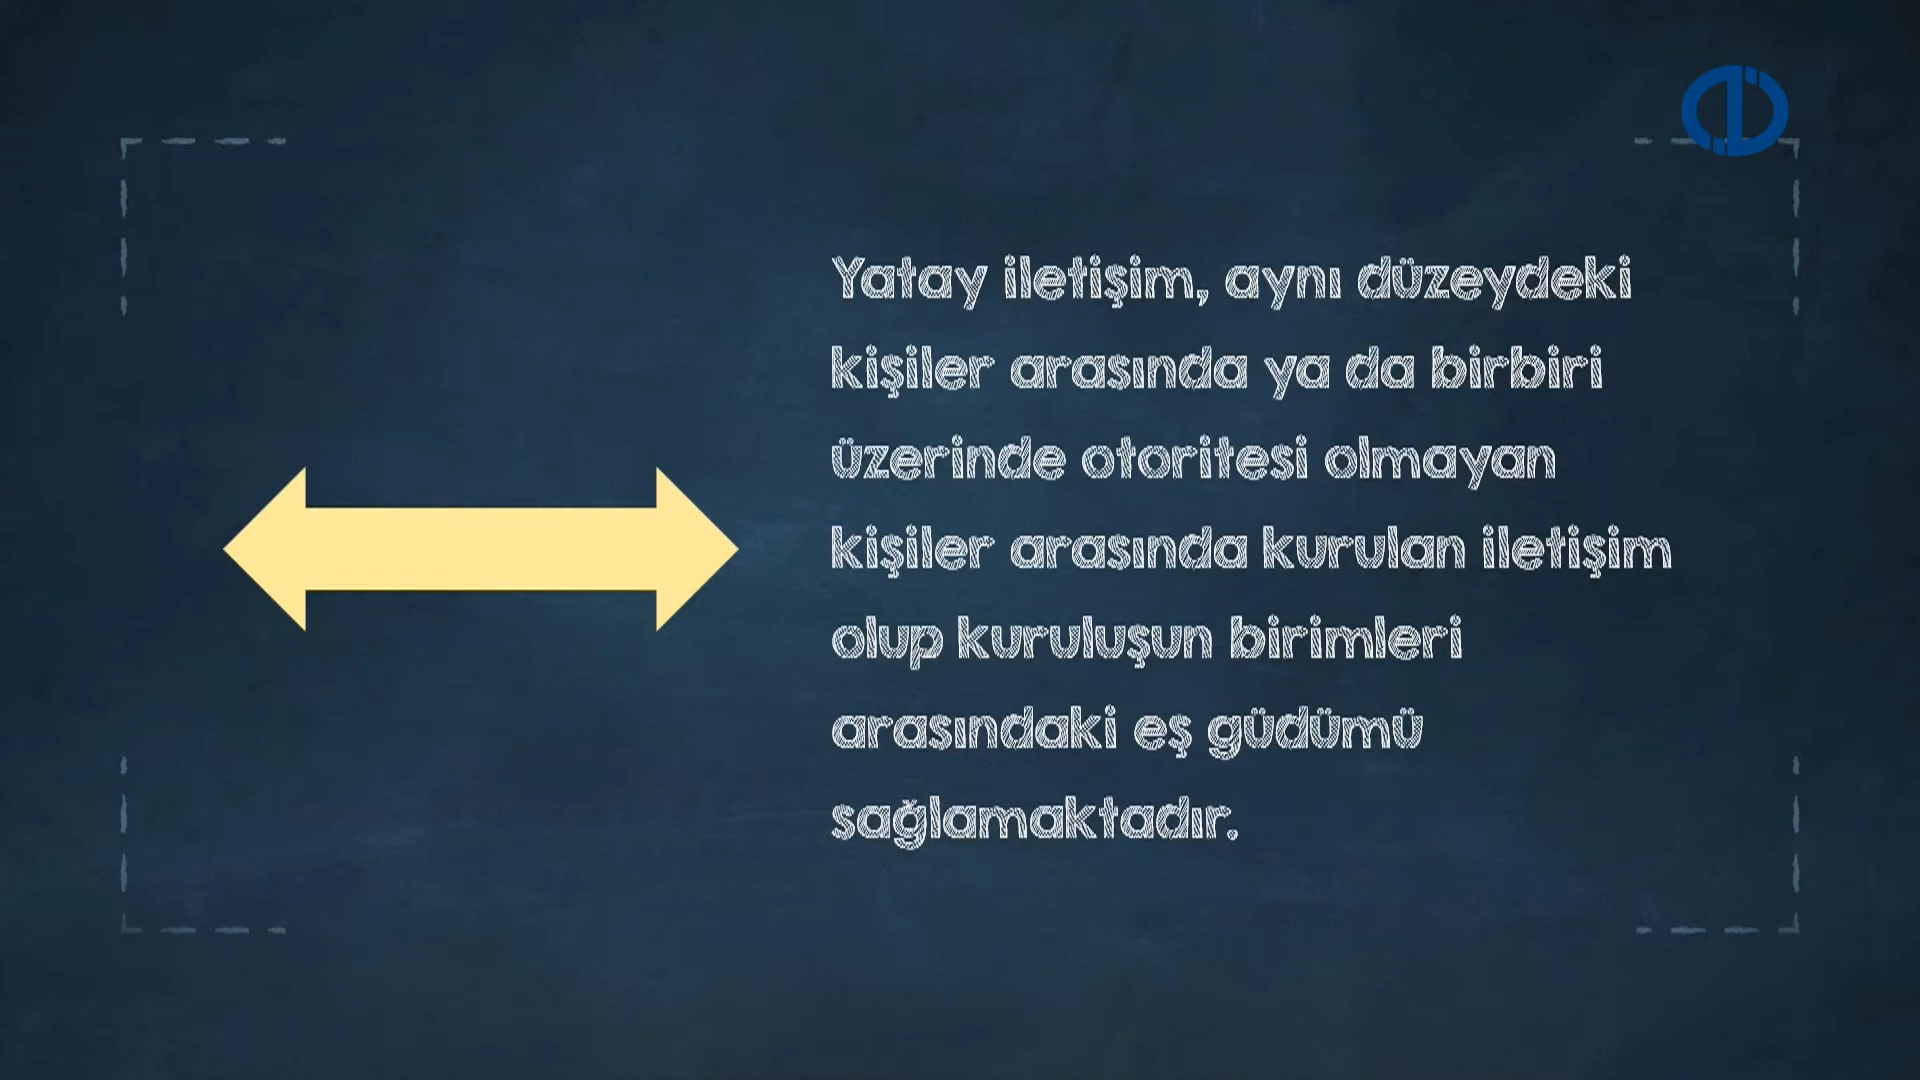 Yatay iletişim, aynı düzeydeki
kişiler arasında ya da birbiri
üzerinde otoritesi olmayan
kişiler arasında kurulan iletişim
olup kuruluşun birimleri
arasındaki eş güdümü
sağlamaktadır.